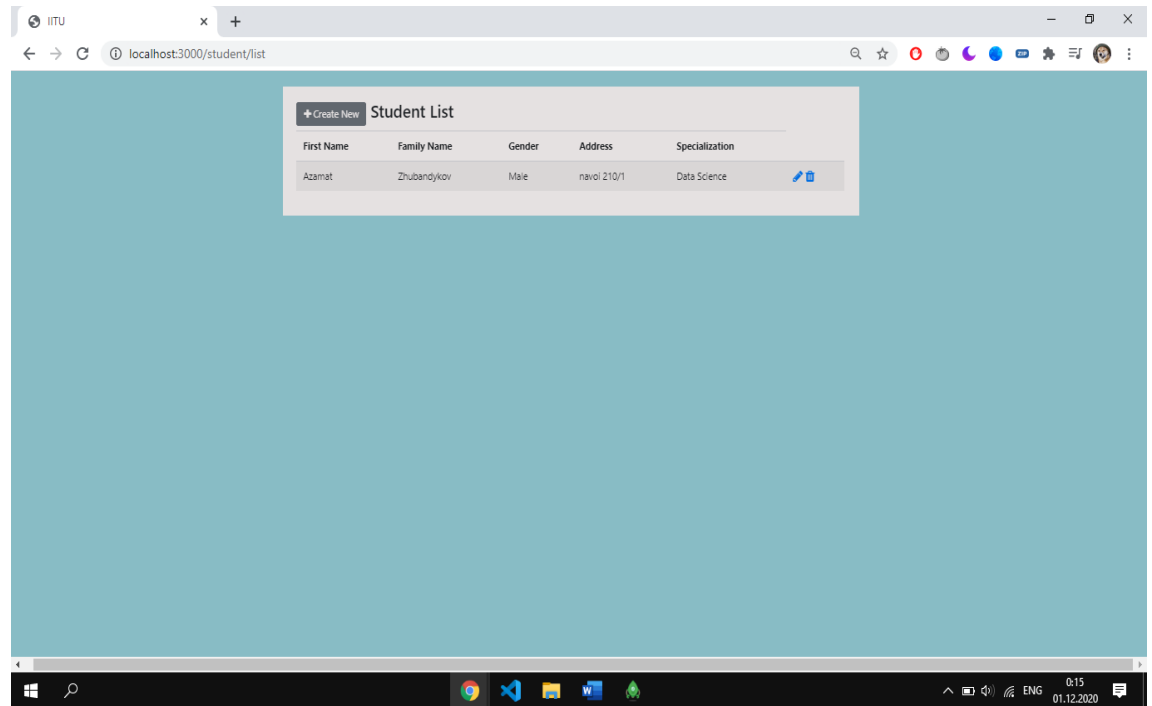 IITU
localhost:3000/student/list
Create New Student List
First Name Family Name Gender Address Specialization
Azamat Zhubandykov Male navoi 210/1 Data Science
ZIP
W
ENG
0:15
01.12.2020